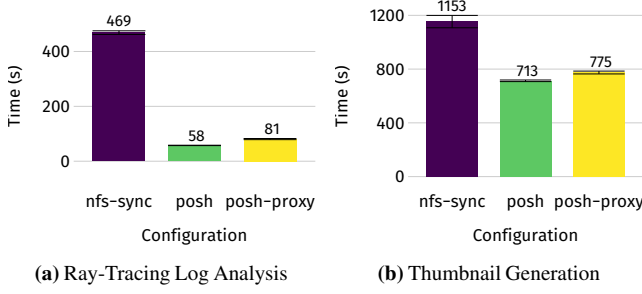 469
400
200
0
58
81
Time (s)
nfs-sync posh posh-proxy
Configuration
(a) Ray-Tracing Log Analysis
1153
1200
800
400
0
713
775
Time (s)
nfs-sync posh posh-proxy
Configuration
(b) Thumbnail Generation